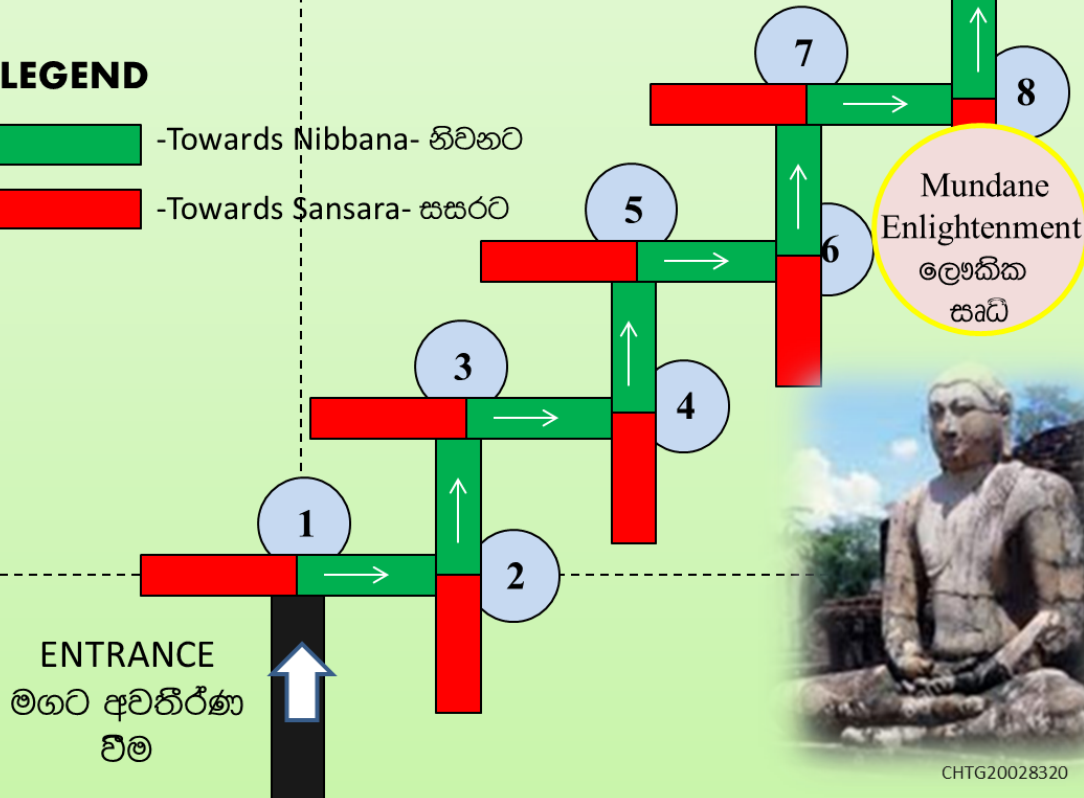 7
LEGEND
8
-Towards Nibbana- නිවනට
Mundane
Enlightenment
ලෞකික
සෘධි
-Towards Sansara- සසරට
5
6
3
4
1
2
ENTRANCE
මගට අවතීර්ණ
වීම
CHTG20028320